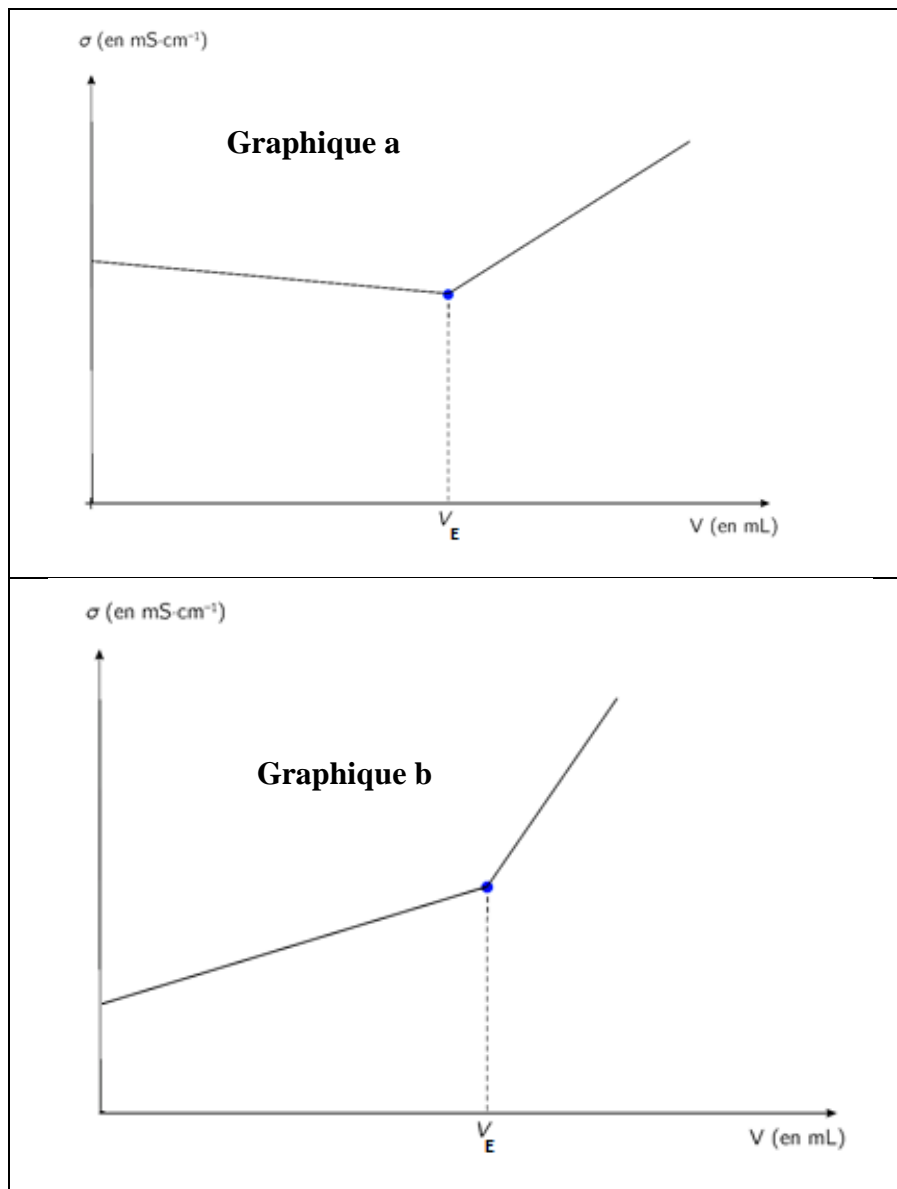 σ (en mS·cm⁻¹)
Graphique a
V_E
V (en mL)
σ (en mS·cm⁻¹)
Graphique b
V_E
V (en mL)